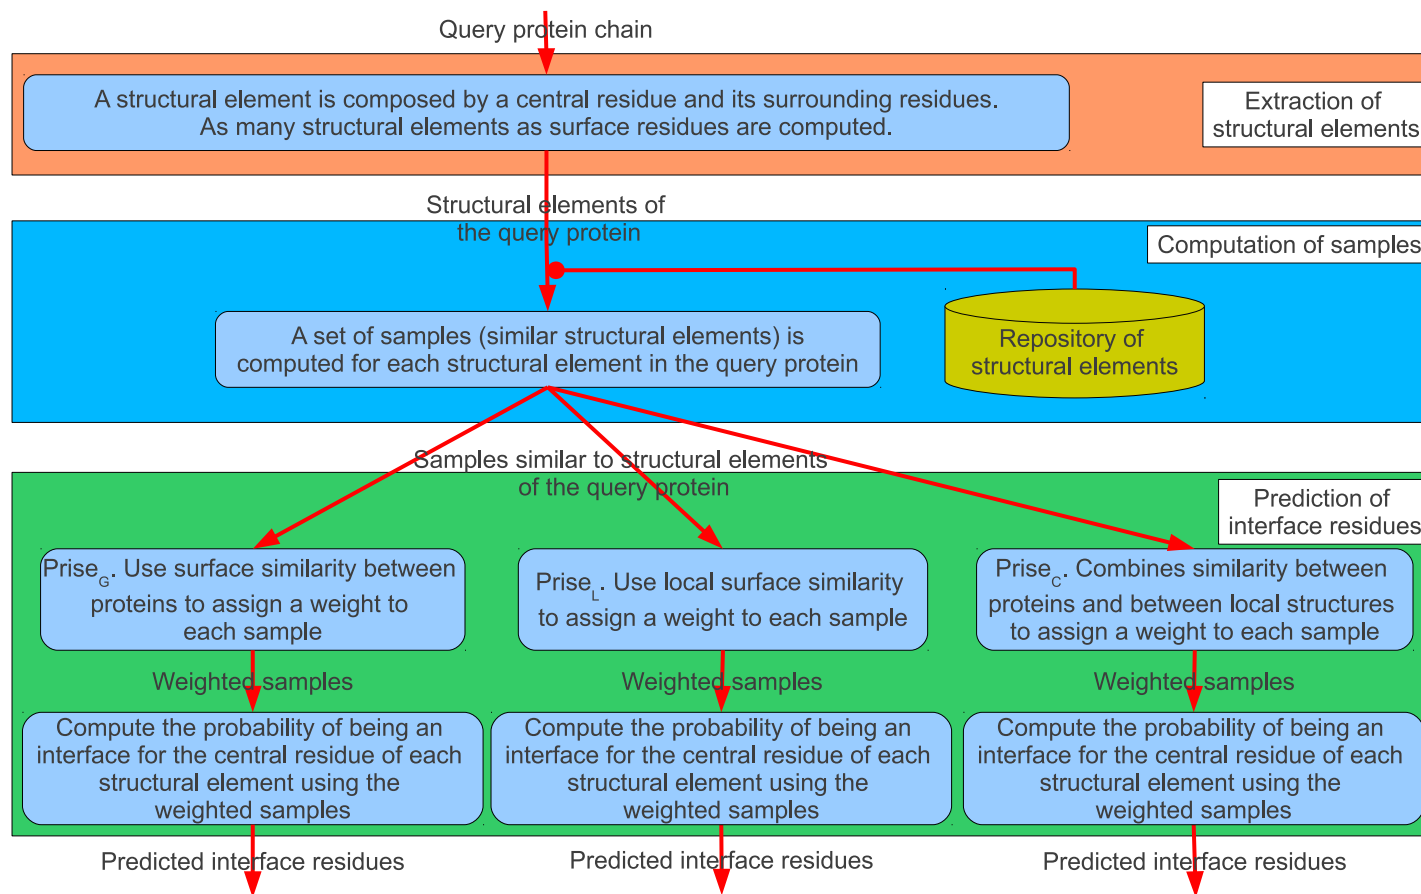 Query protein chain
A structural element is composed by a central residue and its surrounding residues.
As many structural elements as surface residues are computed.
Extraction of
structural elements
Structural elements of
the query protein
Computation of samples
A set of samples (similar structural elements) is
computed for each structural element in the query protein
Repository of
structural elements
Samples similar to structural elements
of the query protein
Prediction of
interface residues
Prise_G. Use surface similarity between
proteins to assign a weight to
each sample
Prise_L. Use local surface similarity
to assign a weight to each sample
Prise_C. Combines similarity between
proteins and between local structures
to assign a weight to each sample
Weighted samples
Weighted samples
Weighted samples
Compute the probability of being an
interface for the central residue of each
structural element using the
weighted samples
Compute the probability of being an
interface for the central residue of each
structural element using the
weighted samples
Compute the probability of being an
interface for the central residue of each
structural element using the
weighted samples
Predicted interface residues
Predicted interface residues
Predicted interface residues